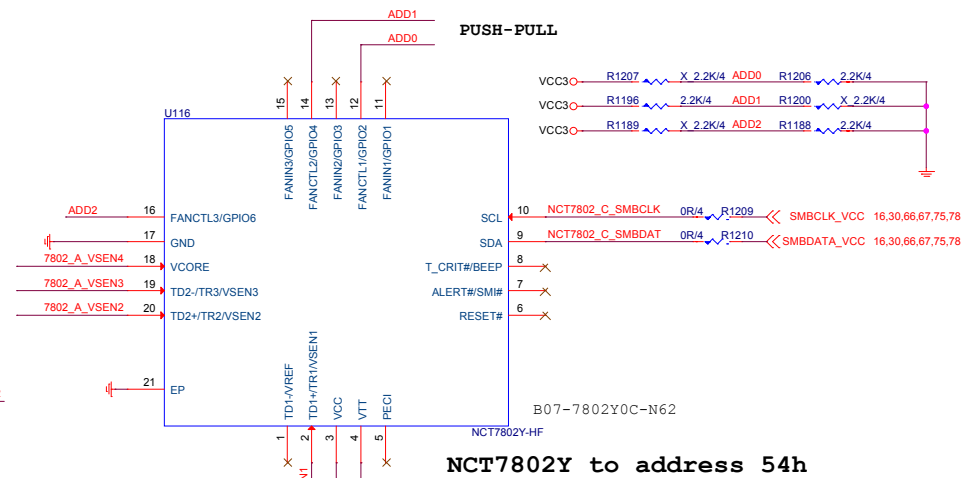 ADD1
ADD0
PUSH-PULL
VCC3 R1207 X_2.2K/4 ADD0 R1206 2.2K/4
VCC3 R1196 2.2K/4 ADD1 R1200 X_2.2K/4
VCC3 R1189 X_2.2K/4 ADD2 R1188 2.2K/4
U116
15 14 13 12 11
FANIN3/GPIO5
FANCTL2/GPIO4
FANIN2/GPIO3
FANCTL1/GPIO2
FANIN1/GPIO1
ADD2 16 FANCTL3/GPIO6
17 GND
7802_A_VSEN4 18 VCORE
7802_A_VSEN3 19 TD2-/TR3/VSEN3
7802_A_VSEN2 20 TD2+/TR2/VSEN2
21 EP
SCL 10 NCT7802_C_SMBCLK 0R/4 R1209 SMBCLK_VCC 16,30,66,67,75,78
SDA 9 NCT7802_C_SMBDAT 0R/4 R1210 SMBDATA_VCC 16,30,66,67,75,78
T_CRIT#/BEEP 8
ALERT#/SMI# 7
RESET# 6
TD1-/VREF
TD1+/TR1/VSEN1
VCC
VTT
PECI
1 2 3 4 5
B07-7802Y0C-N62
NCT7802Y-HF
NCT7802Y to address 54h